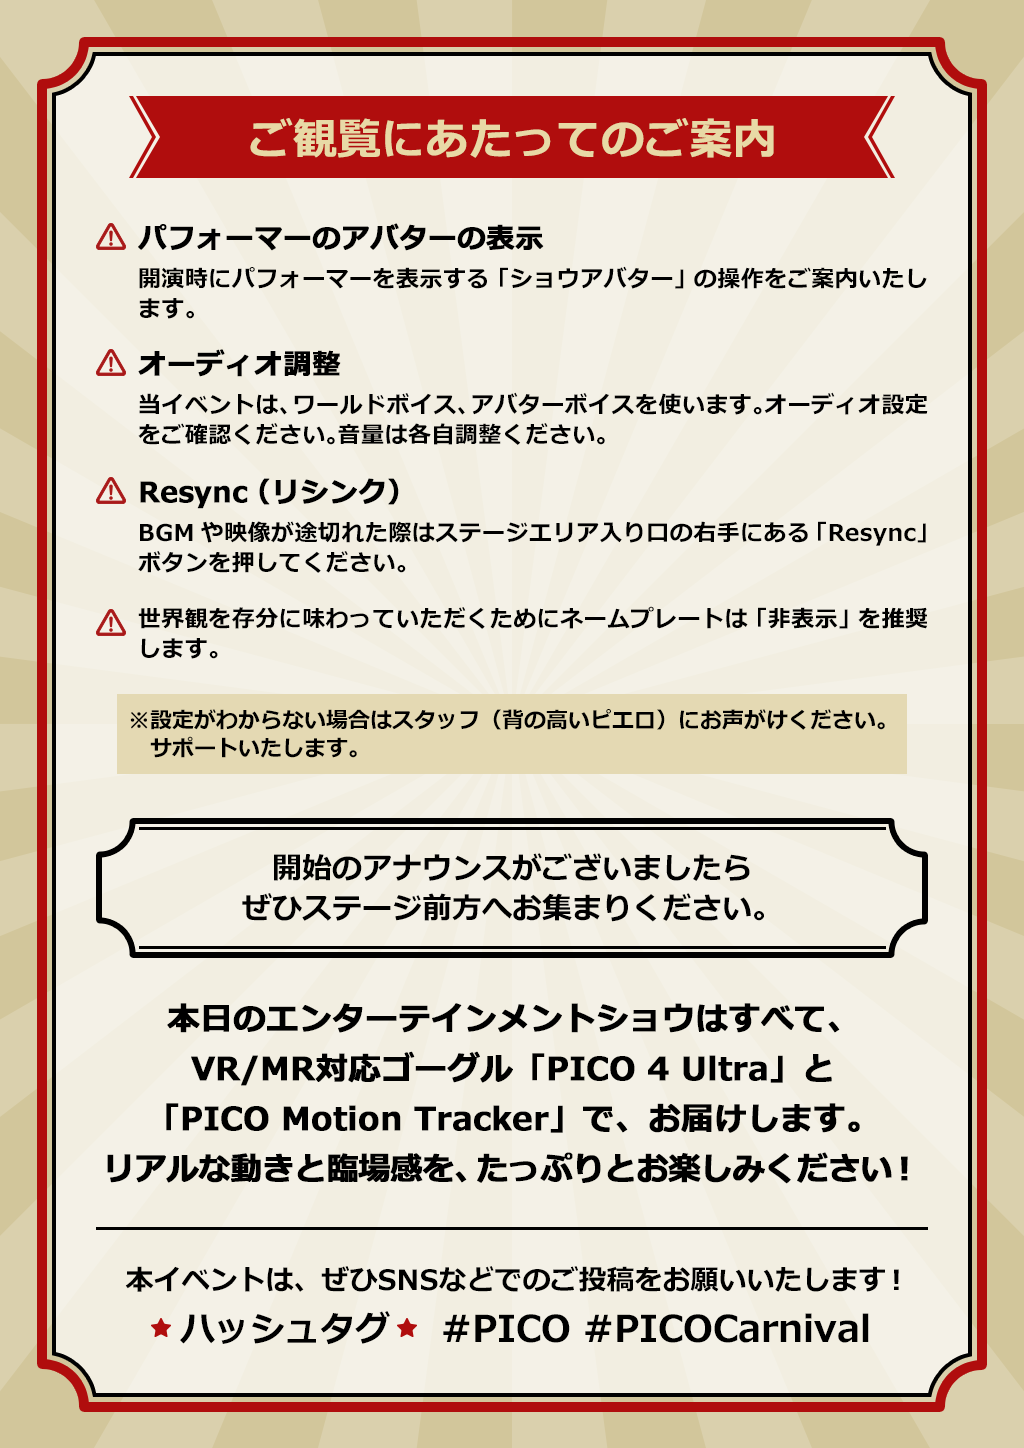 ご観覧にあたってのご案内
パフォーマーのアバターの表示
開演時にパフォーマーを表示する「ショウアバター」の操作をご案内いたし
ます。
オーディオ調整
当イベントは、ワールドボイス、アバターボイスを使います。オーディオ設定
をご確認ください。音量は各自調整ください。
Resync（リシンク）
BGM や映像が途切れた際はステージエリア入り口の右手にある「Resync」
ボタンを押してください。
世界観を存分に味わっていただくためにネームプレートは「非表示」を推奨
します。
※設定がわからない場合はスタッフ（背の高いピエロ）にお声がけください。
サポートいたします。
開始のアナウンスがございましたら
ぜひステージ前方へお集まりください。
本日のエンターテインメントショウはすべて、
VR/MR対応ゴーグル「PICO 4 Ultra」と
「PICO Motion Tracker」で、お届けします。
リアルな動きと臨場感を、たっぷりとお楽しみください！
本イベントは、ぜひSNSなどでのご投稿をお願いいたします！
★ハッシュタグ★ #PICO #PICOCarnival